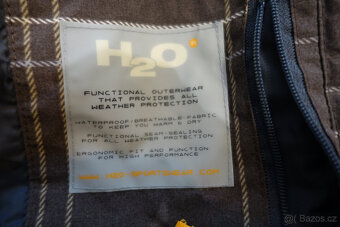 H2O
FUNCTIONAL OUTERWEAR
THAT PROVIDES ALL
WEATHER PROTECTION
WATERPROOF/BREATHABLE FABRIC
TO KEEP YOU WARM & DRY
FUNCTIONAL SEAM-SEALING
FOR ALL WEATHER PROTECTION
ERGONOMIC FIT AND FUNCTION
FOR HIGH PERFORMANCE
WWW.H2O-SPORTSWEAR.COM
Sbazar.cz